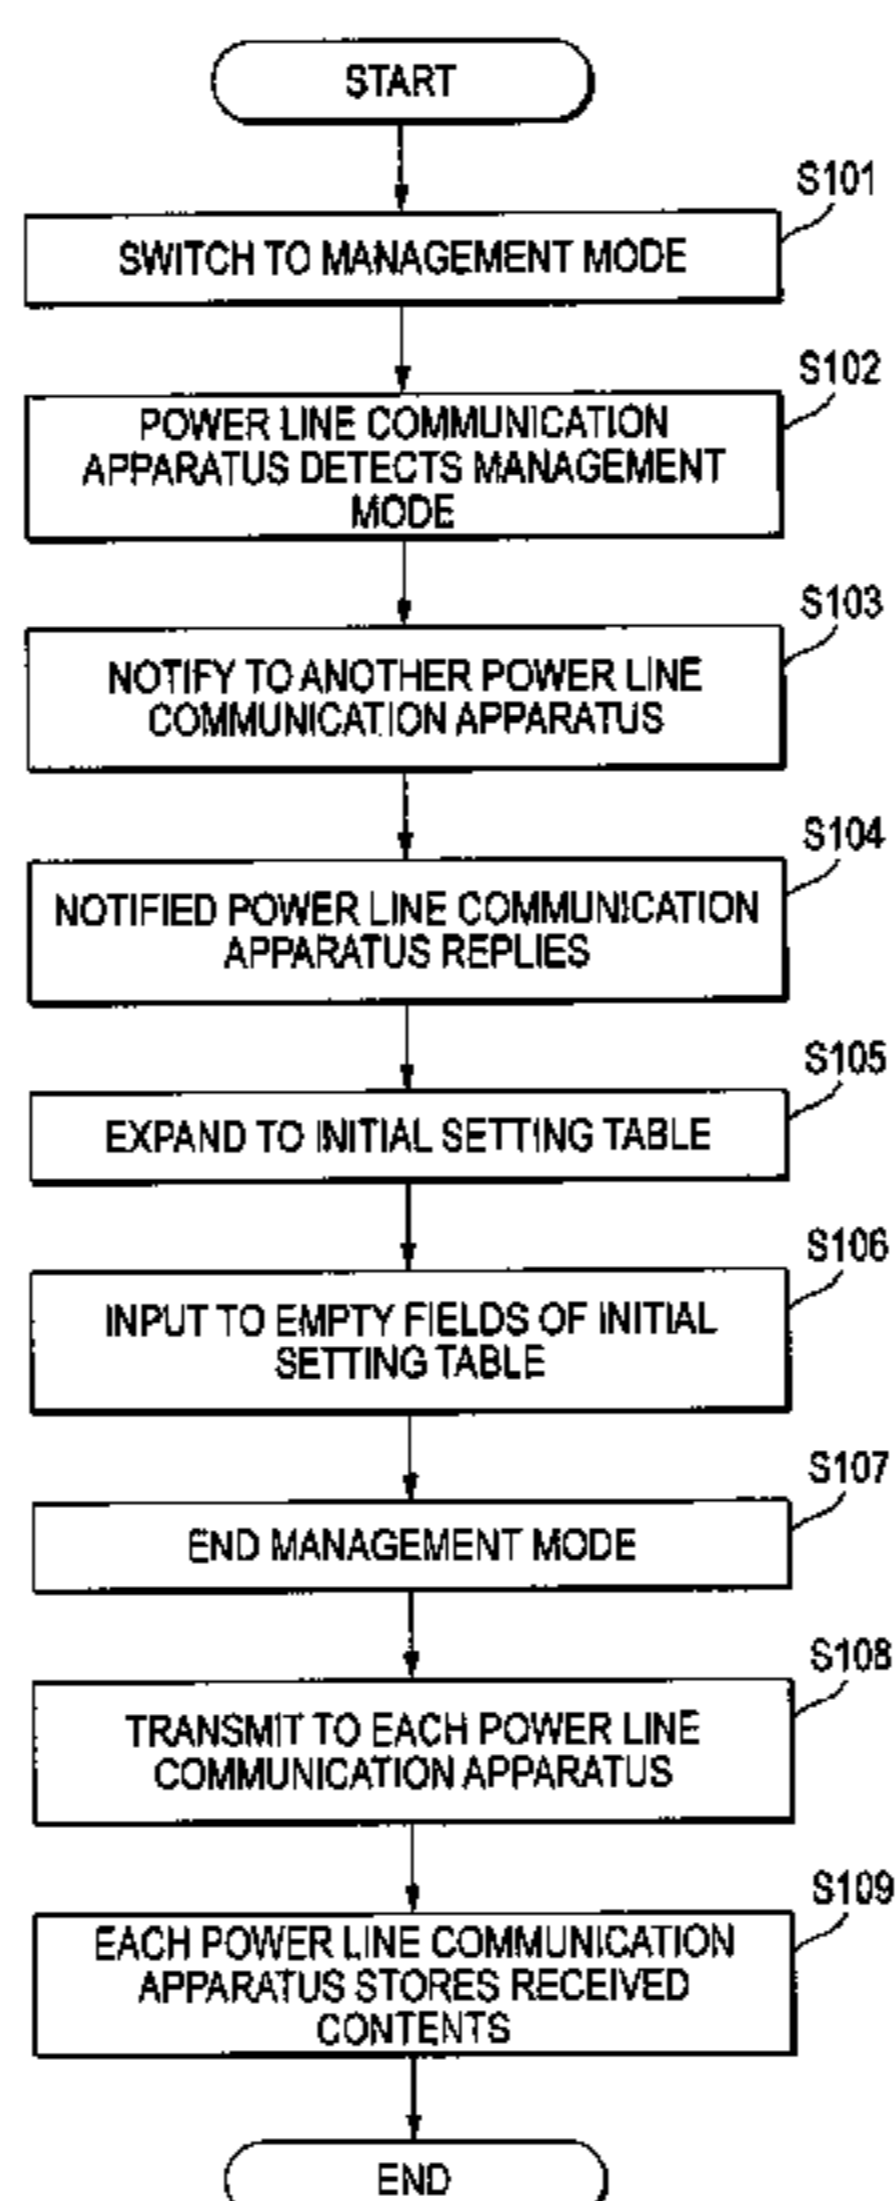 START
S101
SWITCH TO MANAGEMENT MODE
S102
POWER LINE COMMUNICATION
APPARATUS DETECTS MANAGEMENT
MODE
S103
NOTIFY TO ANOTHER POWER LINE
COMMUNICATION APPARATUS
S104
NOTIFIED POWER LINE COMMUNICATION
APPARATUS REPLIES
S105
EXPAND TO INITIAL SETTING TABLE
S106
INPUT TO EMPTY FIELDS OF INITIAL
SETTING TABLE
S107
END MANAGEMENT MODE
S108
TRANSMIT TO EACH POWER LINE
COMMUNICATION APPARATUS
S109
EACH POWER LINE COMMUNICATION
APPARATUS STORES RECEIVED
CONTENTS
END